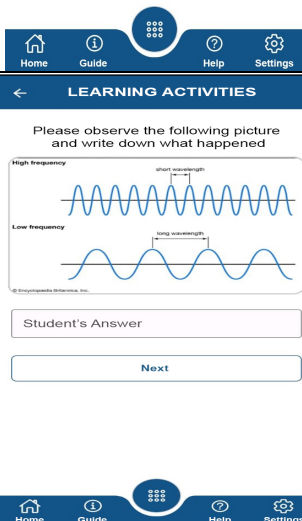 Home Guide Help Settings
LEARNING ACTIVITIES
Please observe the following picture
and write down what happened
High frequency
short wavelength
Low frequency
long wavelength
© Encyclopædia Britannica, Inc.
Student's Answer
Next
Home Guide Help Settings